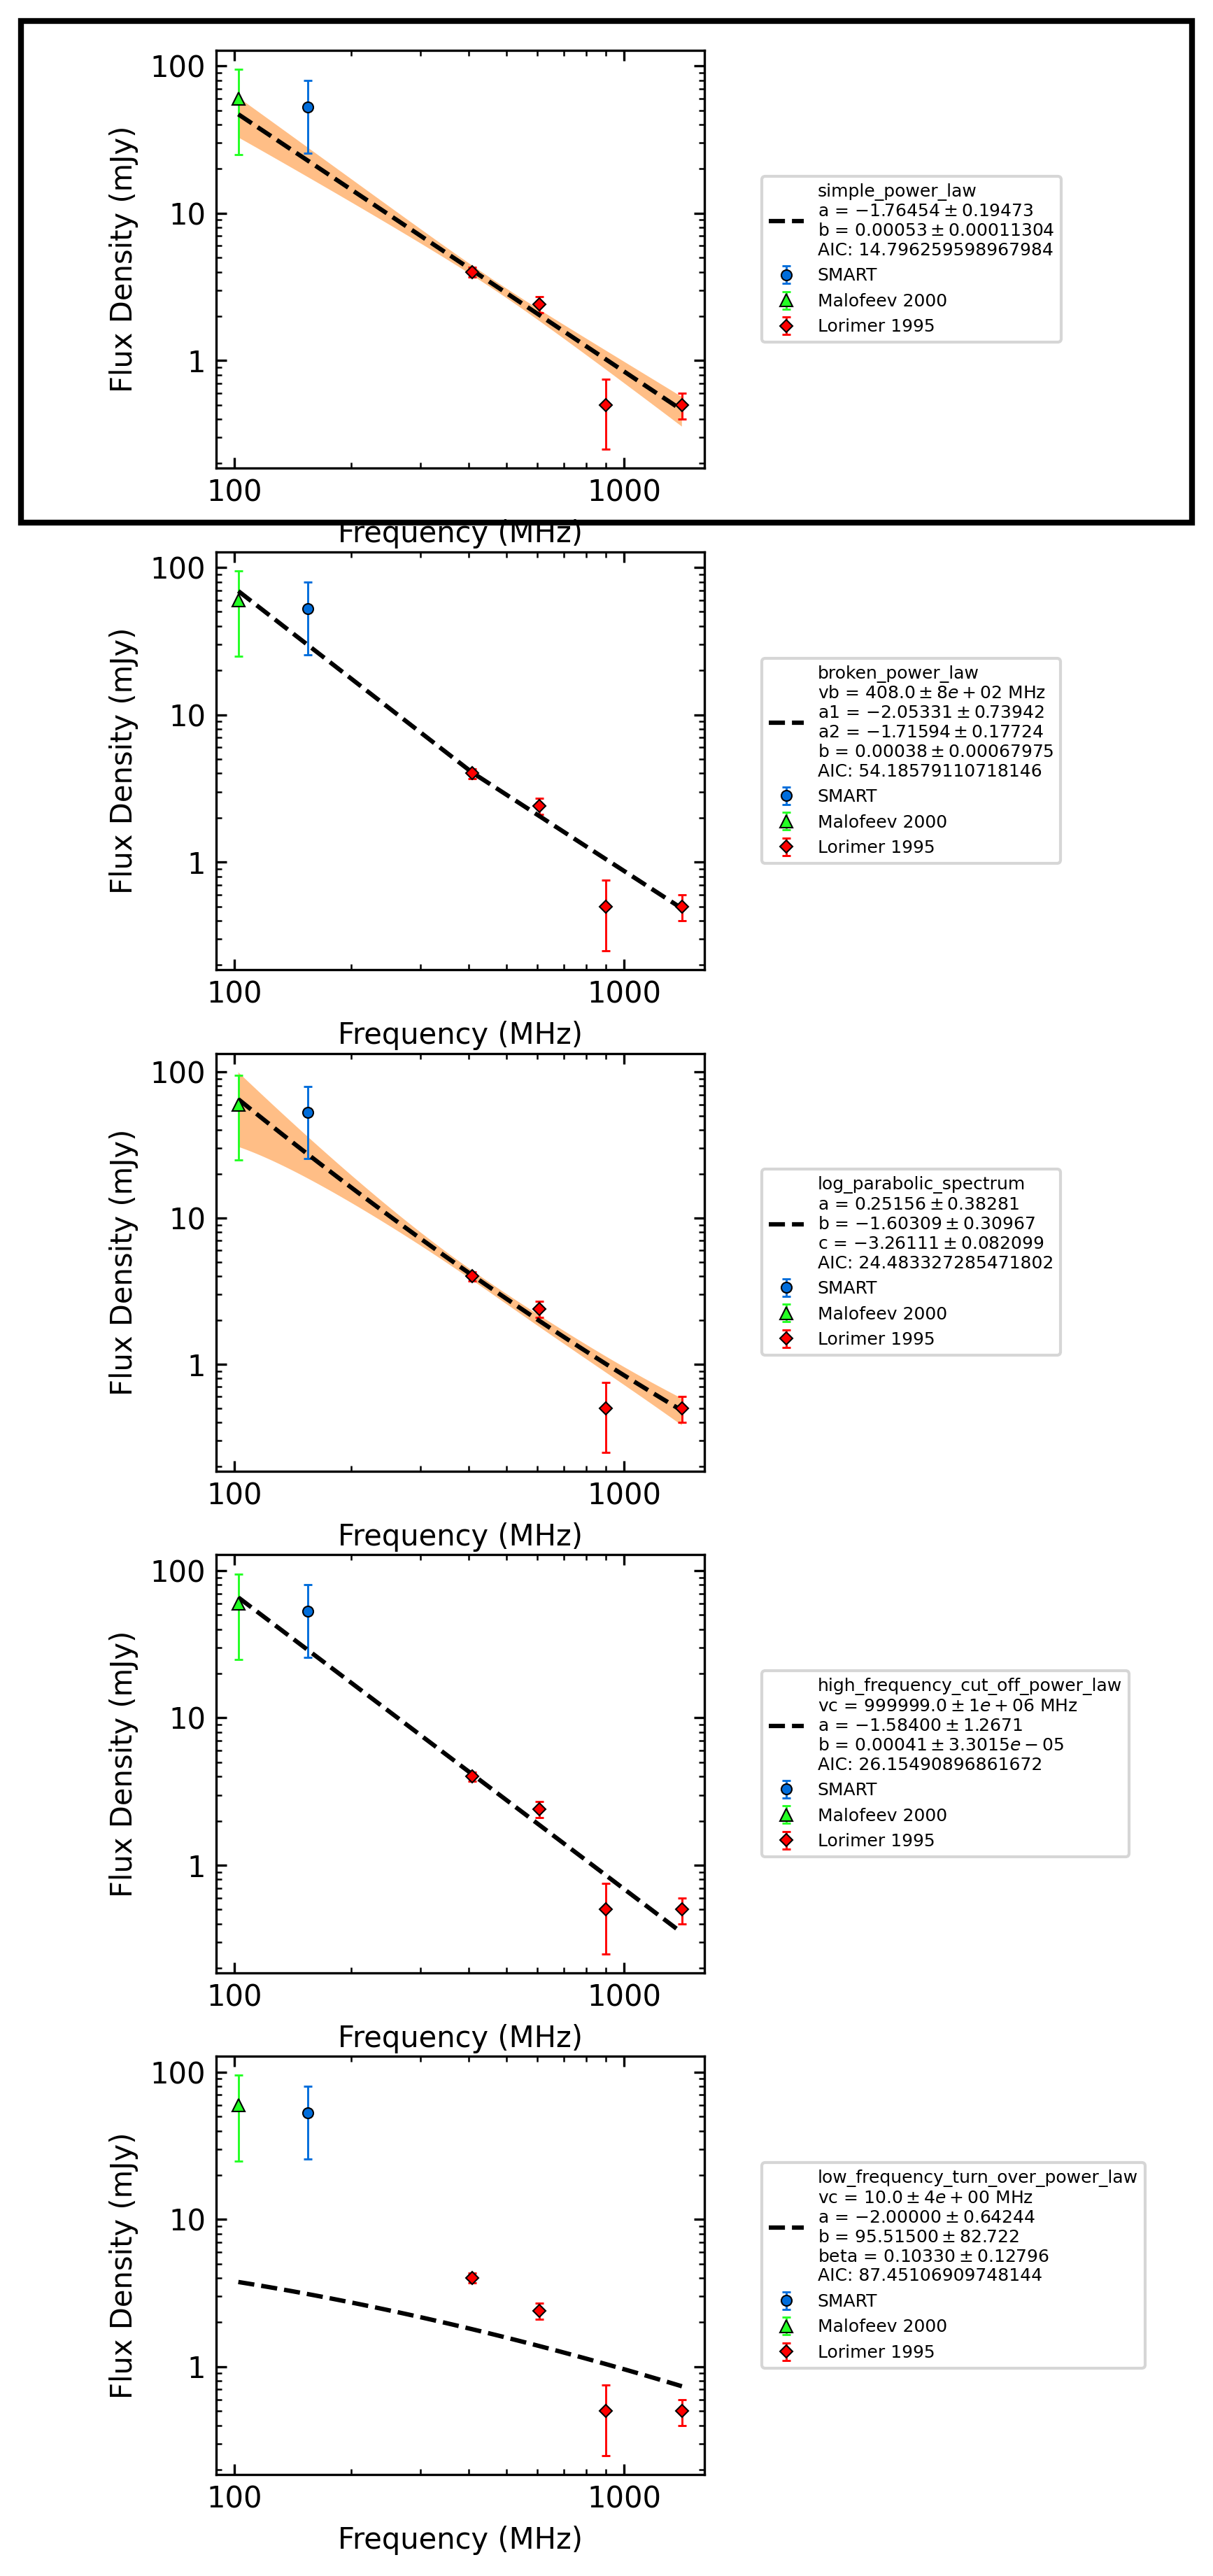 100
10
1
Flux Density (mJy)
100
1000
Frequency (MHz)
simple_power_law
a = −1.76454 ± 0.19473
b = 0.00053 ± 0.00011304
AIC: 14.796259598967984
SMART
Malofeev 2000
Lorimer 1995
100
10
1
Flux Density (mJy)
100
1000
Frequency (MHz)
broken_power_law
vb = 408.0 ± 8e + 02 MHz
a1 = −2.05331 ± 0.73942
a2 = −1.71594 ± 0.17724
b = 0.00038 ± 0.00067975
AIC: 54.18579110718146
SMART
Malofeev 2000
Lorimer 1995
100
10
1
Flux Density (mJy)
100
1000
Frequency (MHz)
log_parabolic_spectrum
a = 0.25156 ± 0.38281
b = −1.60309 ± 0.30967
c = −3.26111 ± 0.082099
AIC: 24.483327285471802
SMART
Malofeev 2000
Lorimer 1995
100
10
1
Flux Density (mJy)
100
1000
Frequency (MHz)
high_frequency_cut_off_power_law
vc = 999999.0 ± 1e + 06 MHz
a = −1.58400 ± 1.2671
b = 0.00041 ± 3.3015e − 05
AIC: 26.15490896861672
SMART
Malofeev 2000
Lorimer 1995
100
10
1
Flux Density (mJy)
100
1000
Frequency (MHz)
low_frequency_turn_over_power_law
vc = 10.0 ± 4e + 00 MHz
a = −2.00000 ± 0.64244
b = 95.51500 ± 82.722
beta = 0.10330 ± 0.12796
AIC: 87.45106909748144
SMART
Malofeev 2000
Lorimer 1995